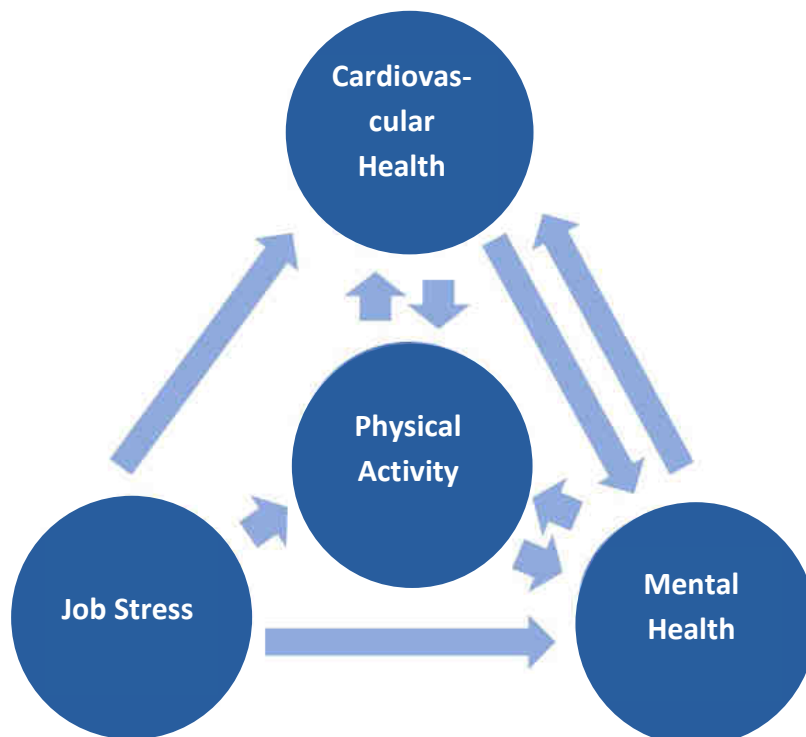 Cardiovas-
cular
Health
Physical
Activity
Job Stress
Mental
Health